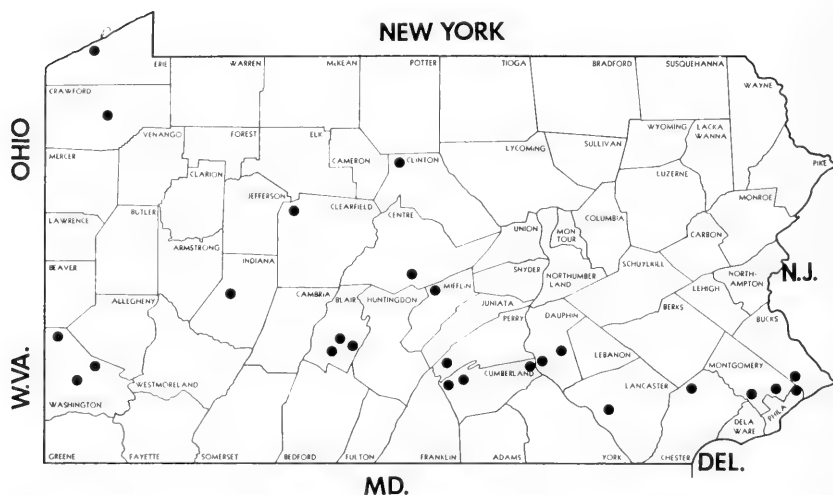 NEW YORK
ERIE
WARREN
McKEAN
POTTER
TIOGA
BRADFORD
SUSQUEHANNA
CRAWFORD
WAYNE
OHIO
VENANGO
FOREST
ELK
CAMERON
CLINTON
LYCOMING
SULLIVAN
WYOMING
LACKA
WANNA
MERCER
CLARION
PIKE
JEFFERSON
CLEARFIELD
CENTRE
LUZERNE
MONROE
LAWRENCE
BUTLER
ARMSTRONG
UNION
MON
TOUR
COLUMBIA
CARBON
BEAVER
INDIANA
SNYDER
NORTHUMBER
LAND
SCHUYLKILL
NORTH-
AMPTON
N.J.
ALLEGHENY
CAMBRIA
BLAIR
HUNTINGDON
MIFFLIN
JUNIATA
LEHIGH
PERRY
DAUPHIN
BERKS
BUCKS
W.VA.
WESTMORELAND
CUMBERLAND
LEBANON
MONTGOMERY
WASHINGTON
LANCASTER
DELA
WARE
PHILA
GREENE
FAYETTE
SOMERSET
BEDFORD
FULTON
FRANKLIN
ADAMS
YORK
CHESTER
DEL.
MD.